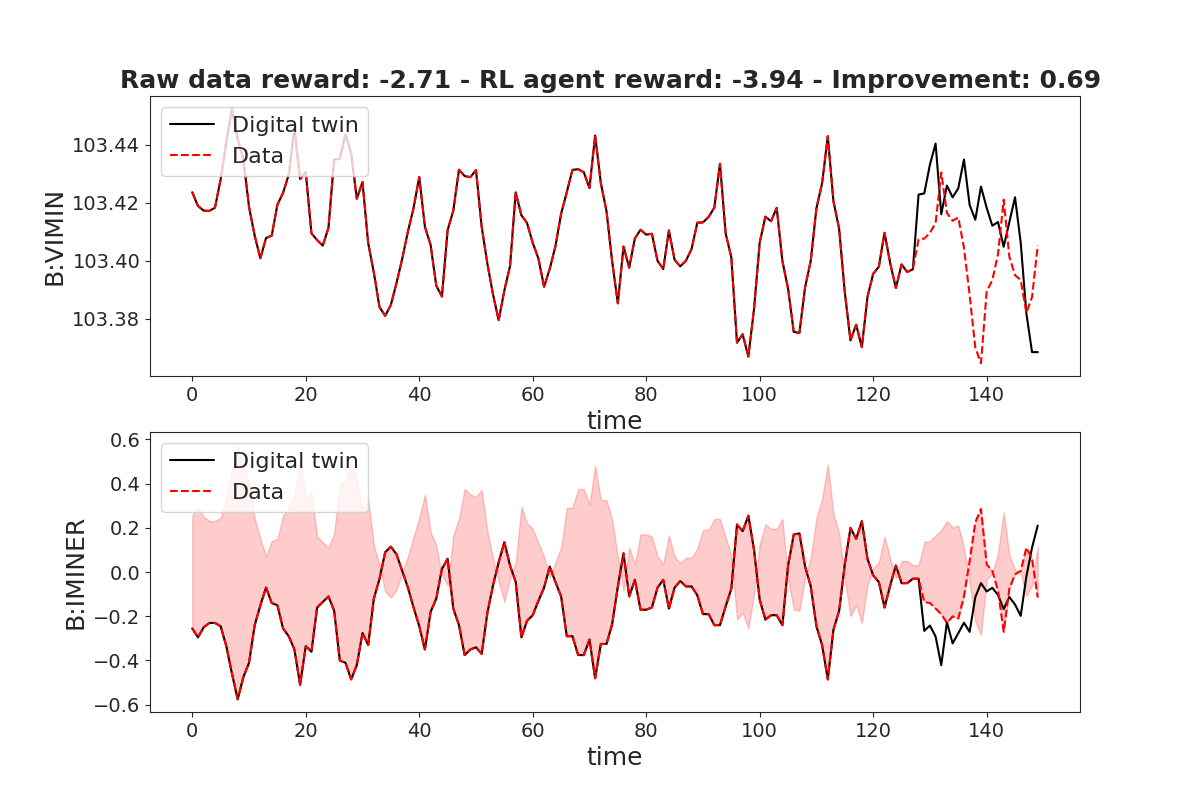 Raw data reward: -2.71 - RL agent reward: -3.94 - Improvement: 0.69
Digital twin
Data
103.44
103.42
103.40
103.38
B:VIMIN
0 20 40 60 80 100 120 140
time
Digital twin
Data
0.6
0.4
0.2
0.0
−0.2
−0.4
−0.6
B:IMINER
0 20 40 60 80 100 120 140
time